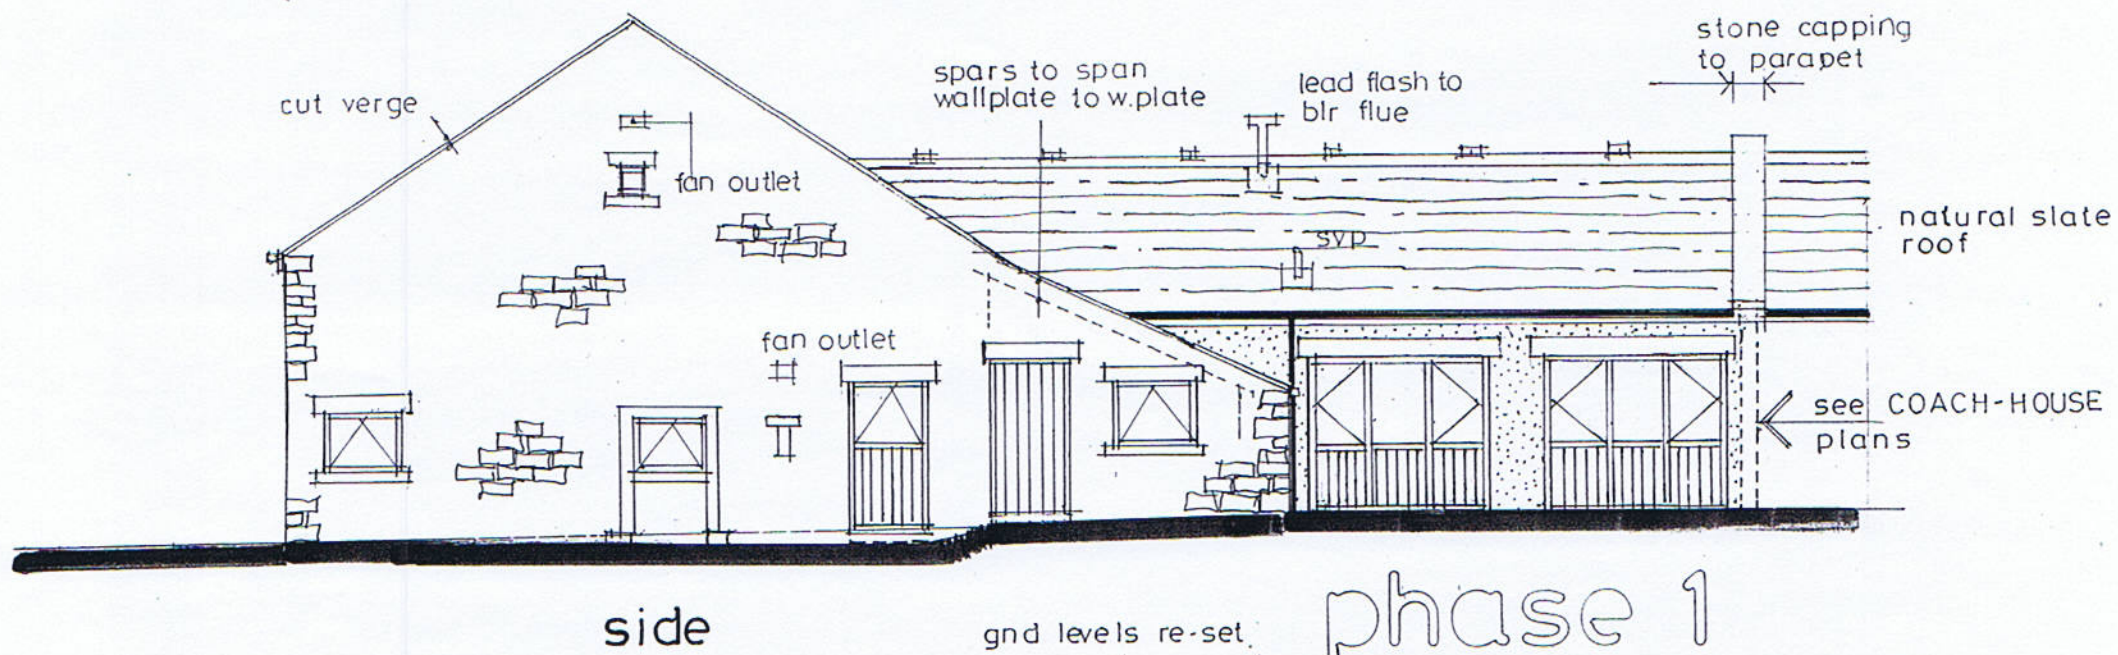 stone capping
to parapet
spars to span
wallplate to w.plate
lead flash to
blr flue
cut verge
fan outlet
natural slate
roof
svp
fan outlet
see COACH-HOUSE
plans
side
gnd levels re-set
phase 1